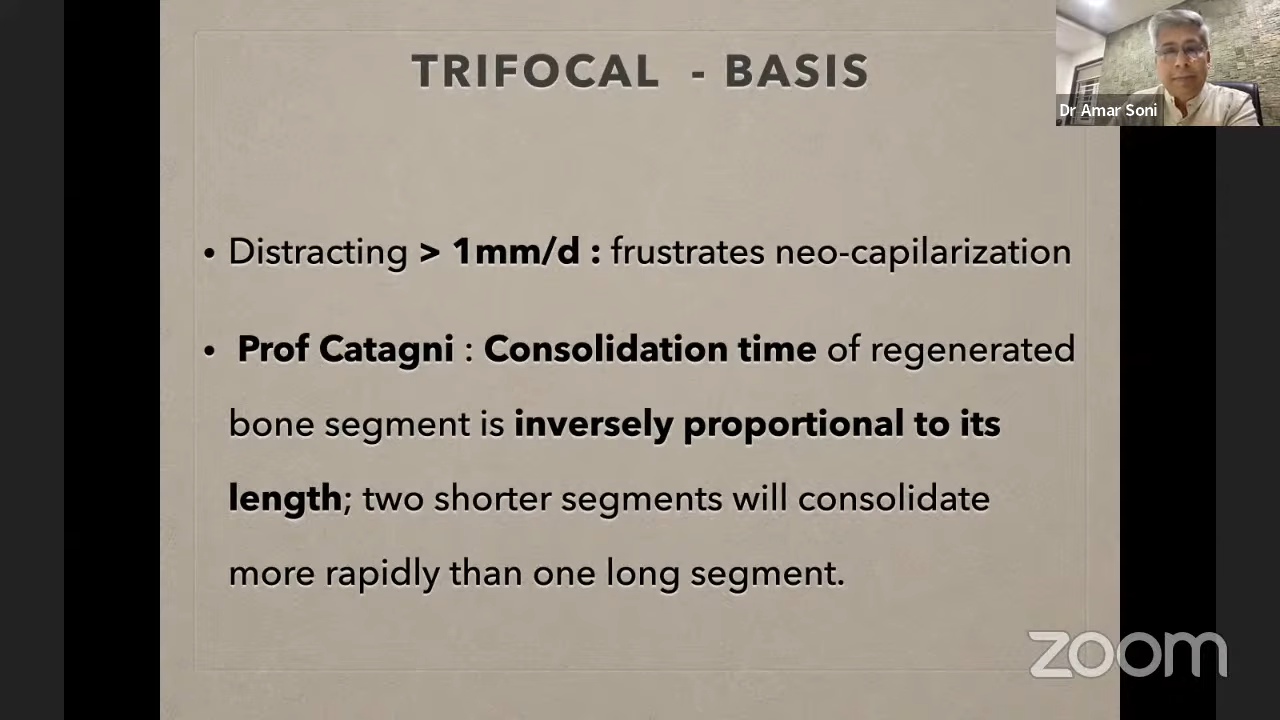 TRIFOCAL - BASIS
Dr Amar Soni
• Distracting > 1mm/d : frustrates neo-capilarization
• Prof Catagni : Consolidation time of regenerated
bone segment is inversely proportional to its
length; two shorter segments will consolidate
more rapidly than one long segment.
zoom